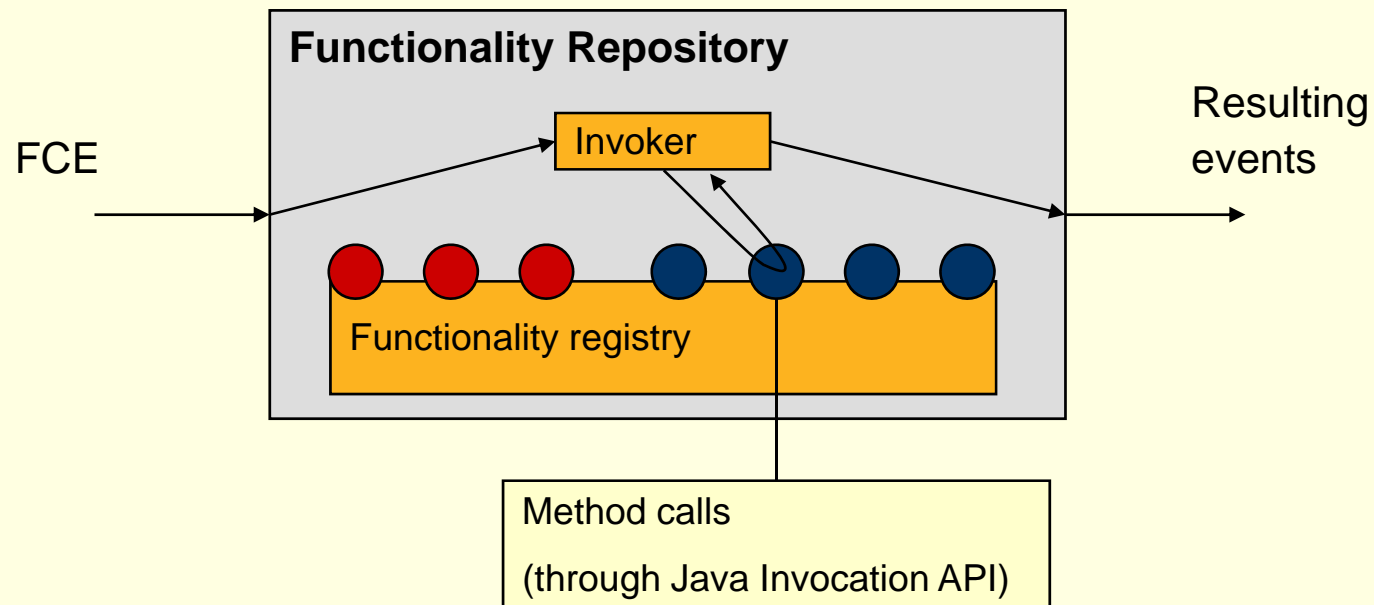 Functionality Repository
FCE
Invoker
Resulting
events
Functionality registry
Method calls
(through Java Invocation API)